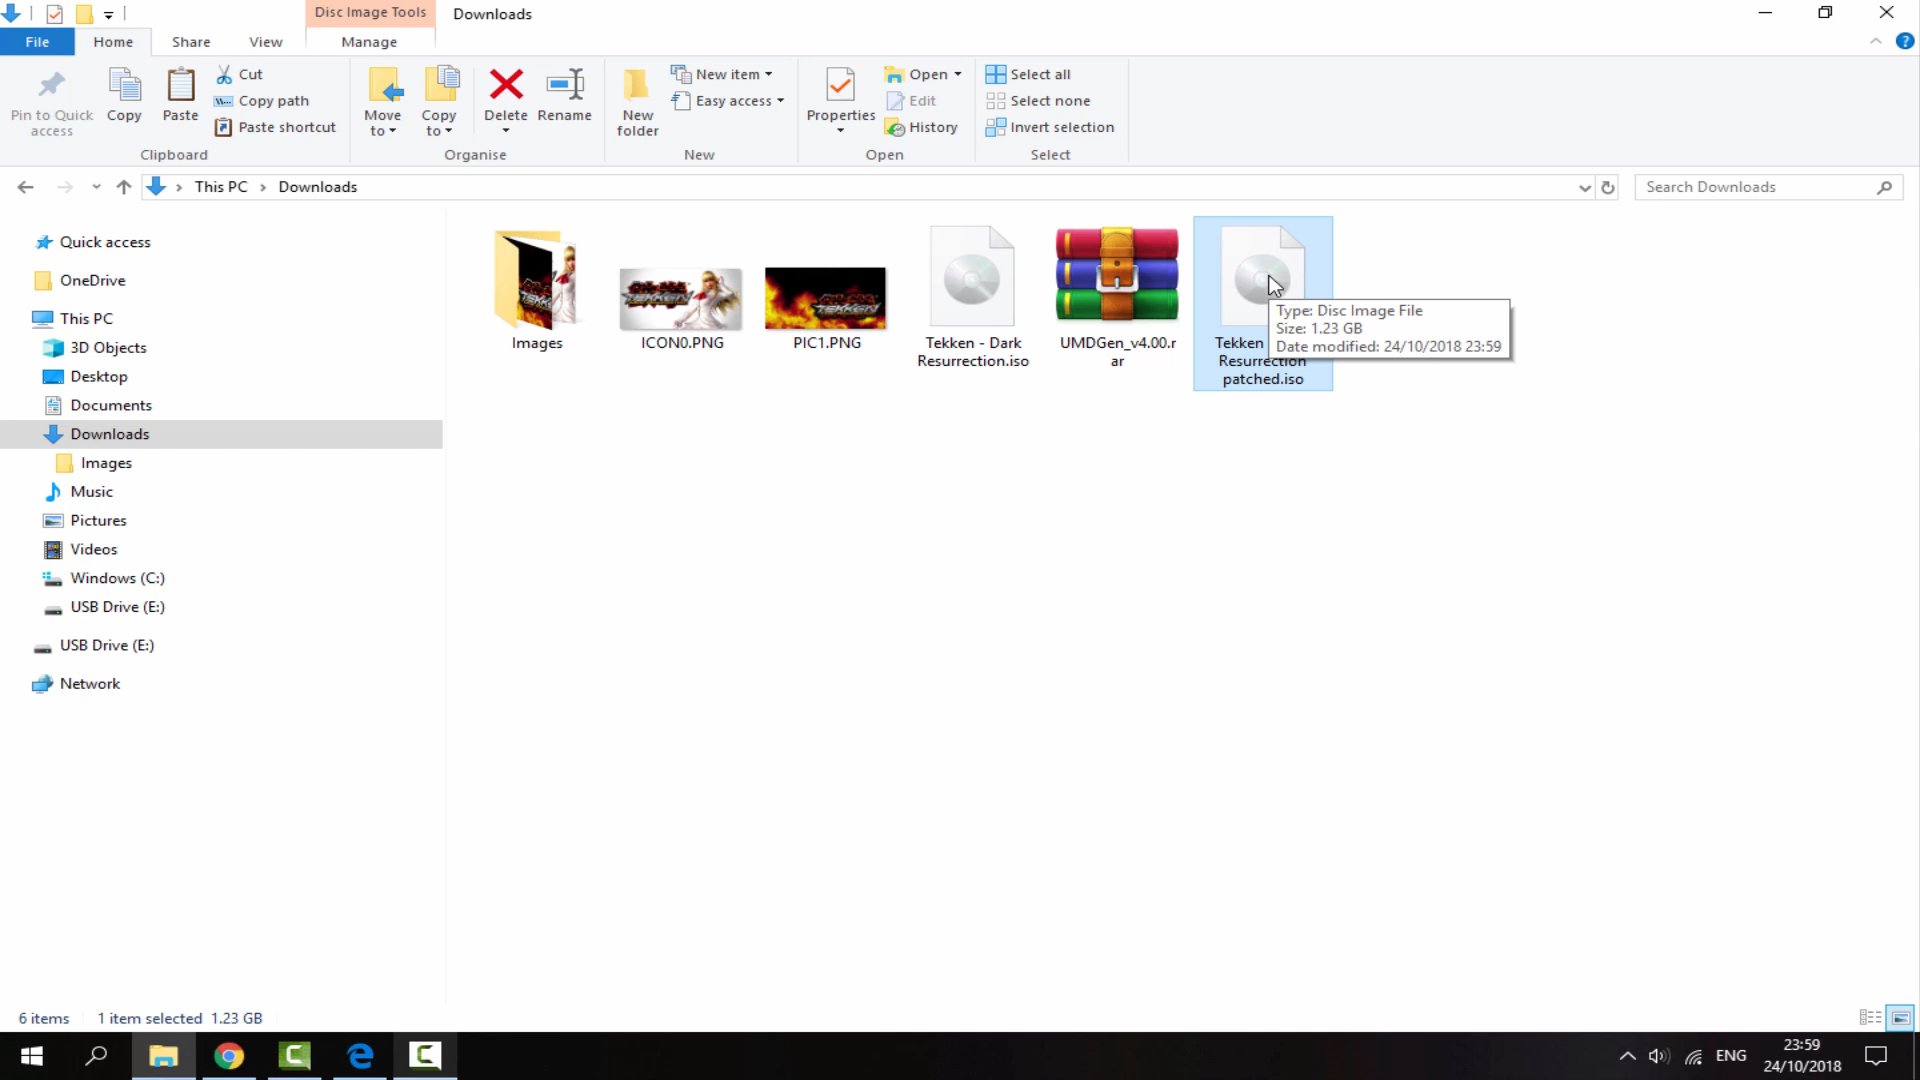 Disc Image Tools
Downloads
File
Home
Share
View
Manage
Pin to Quick
access
Copy
Paste
Cut
Copy path
Paste shortcut
Clipboard
Move
to
Copy
to
Delete
Rename
Organise
New
folder
New item
Easy access
New
Properties
Open
Edit
History
Open
Select all
Select none
Invert selection
Select
This PC
Downloads
Search Downloads
Quick access
OneDrive
This PC
3D Objects
Desktop
Documents
Downloads
Images
Music
Pictures
Videos
Windows (C:)
USB Drive (E:)
USB Drive (E:)
Network
Images
TEKKEN
ICON0.PNG
TEKKEN
PIC1.PNG
Tekken - Dark
Resurrection.iso
UMDGen_v4.00.r
ar
Tekken
Resurrection
patched.iso
Type: Disc Image File
Size: 1.23 GB
Date modified: 24/10/2018 23:59
6 items
1 item selected 1.23 GB
ENG
23:59
24/10/2018